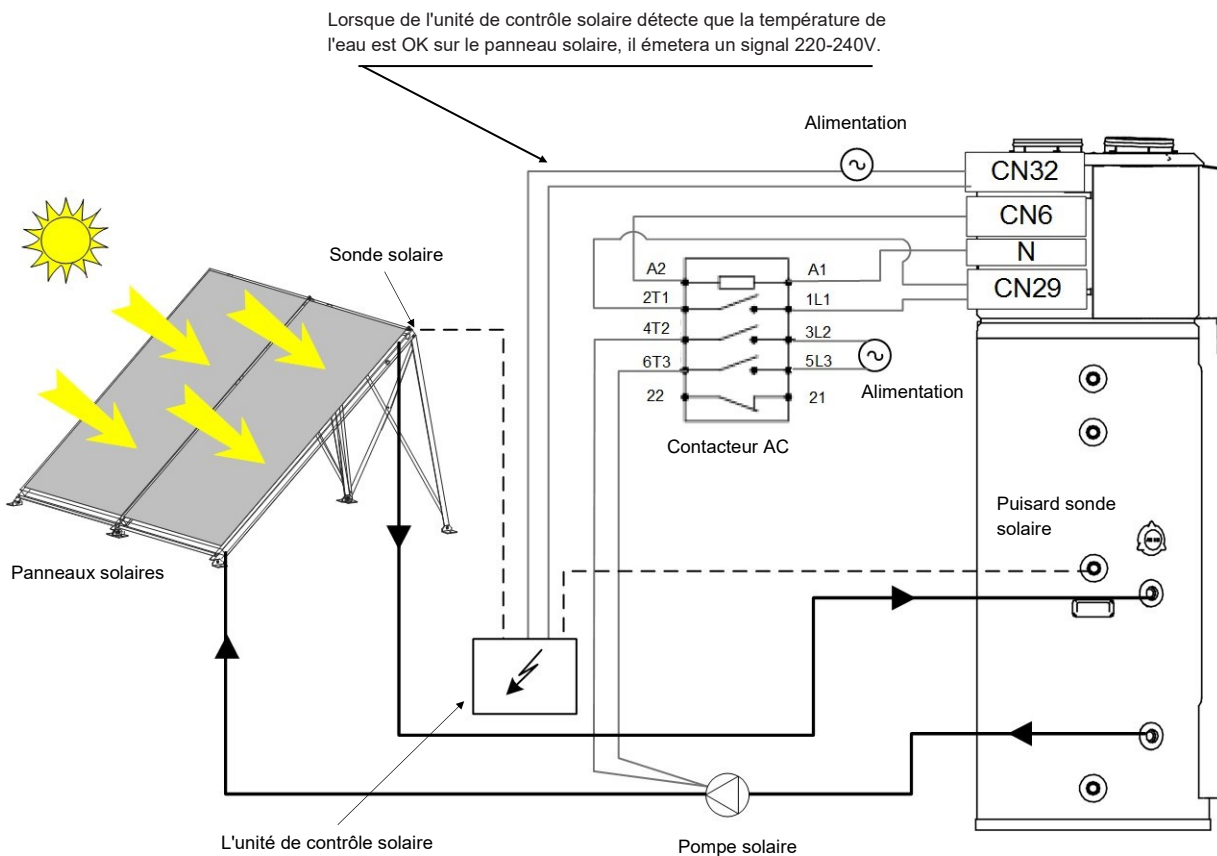 Lorsque de l'unité de contrôle solaire détecte que la température de
l'eau est OK sur le panneau solaire, il émetera un signal 220-240V.
Alimentation
CN32
CN6
N
CN29
Sonde solaire
A2
A1
2T1
1L1
4T2
3L2
6T3
5L3
22
21
Alimentation
Contacteur AC
Puisard sonde
solaire
Panneaux solaires
L'unité de contrôle solaire
Pompe solaire